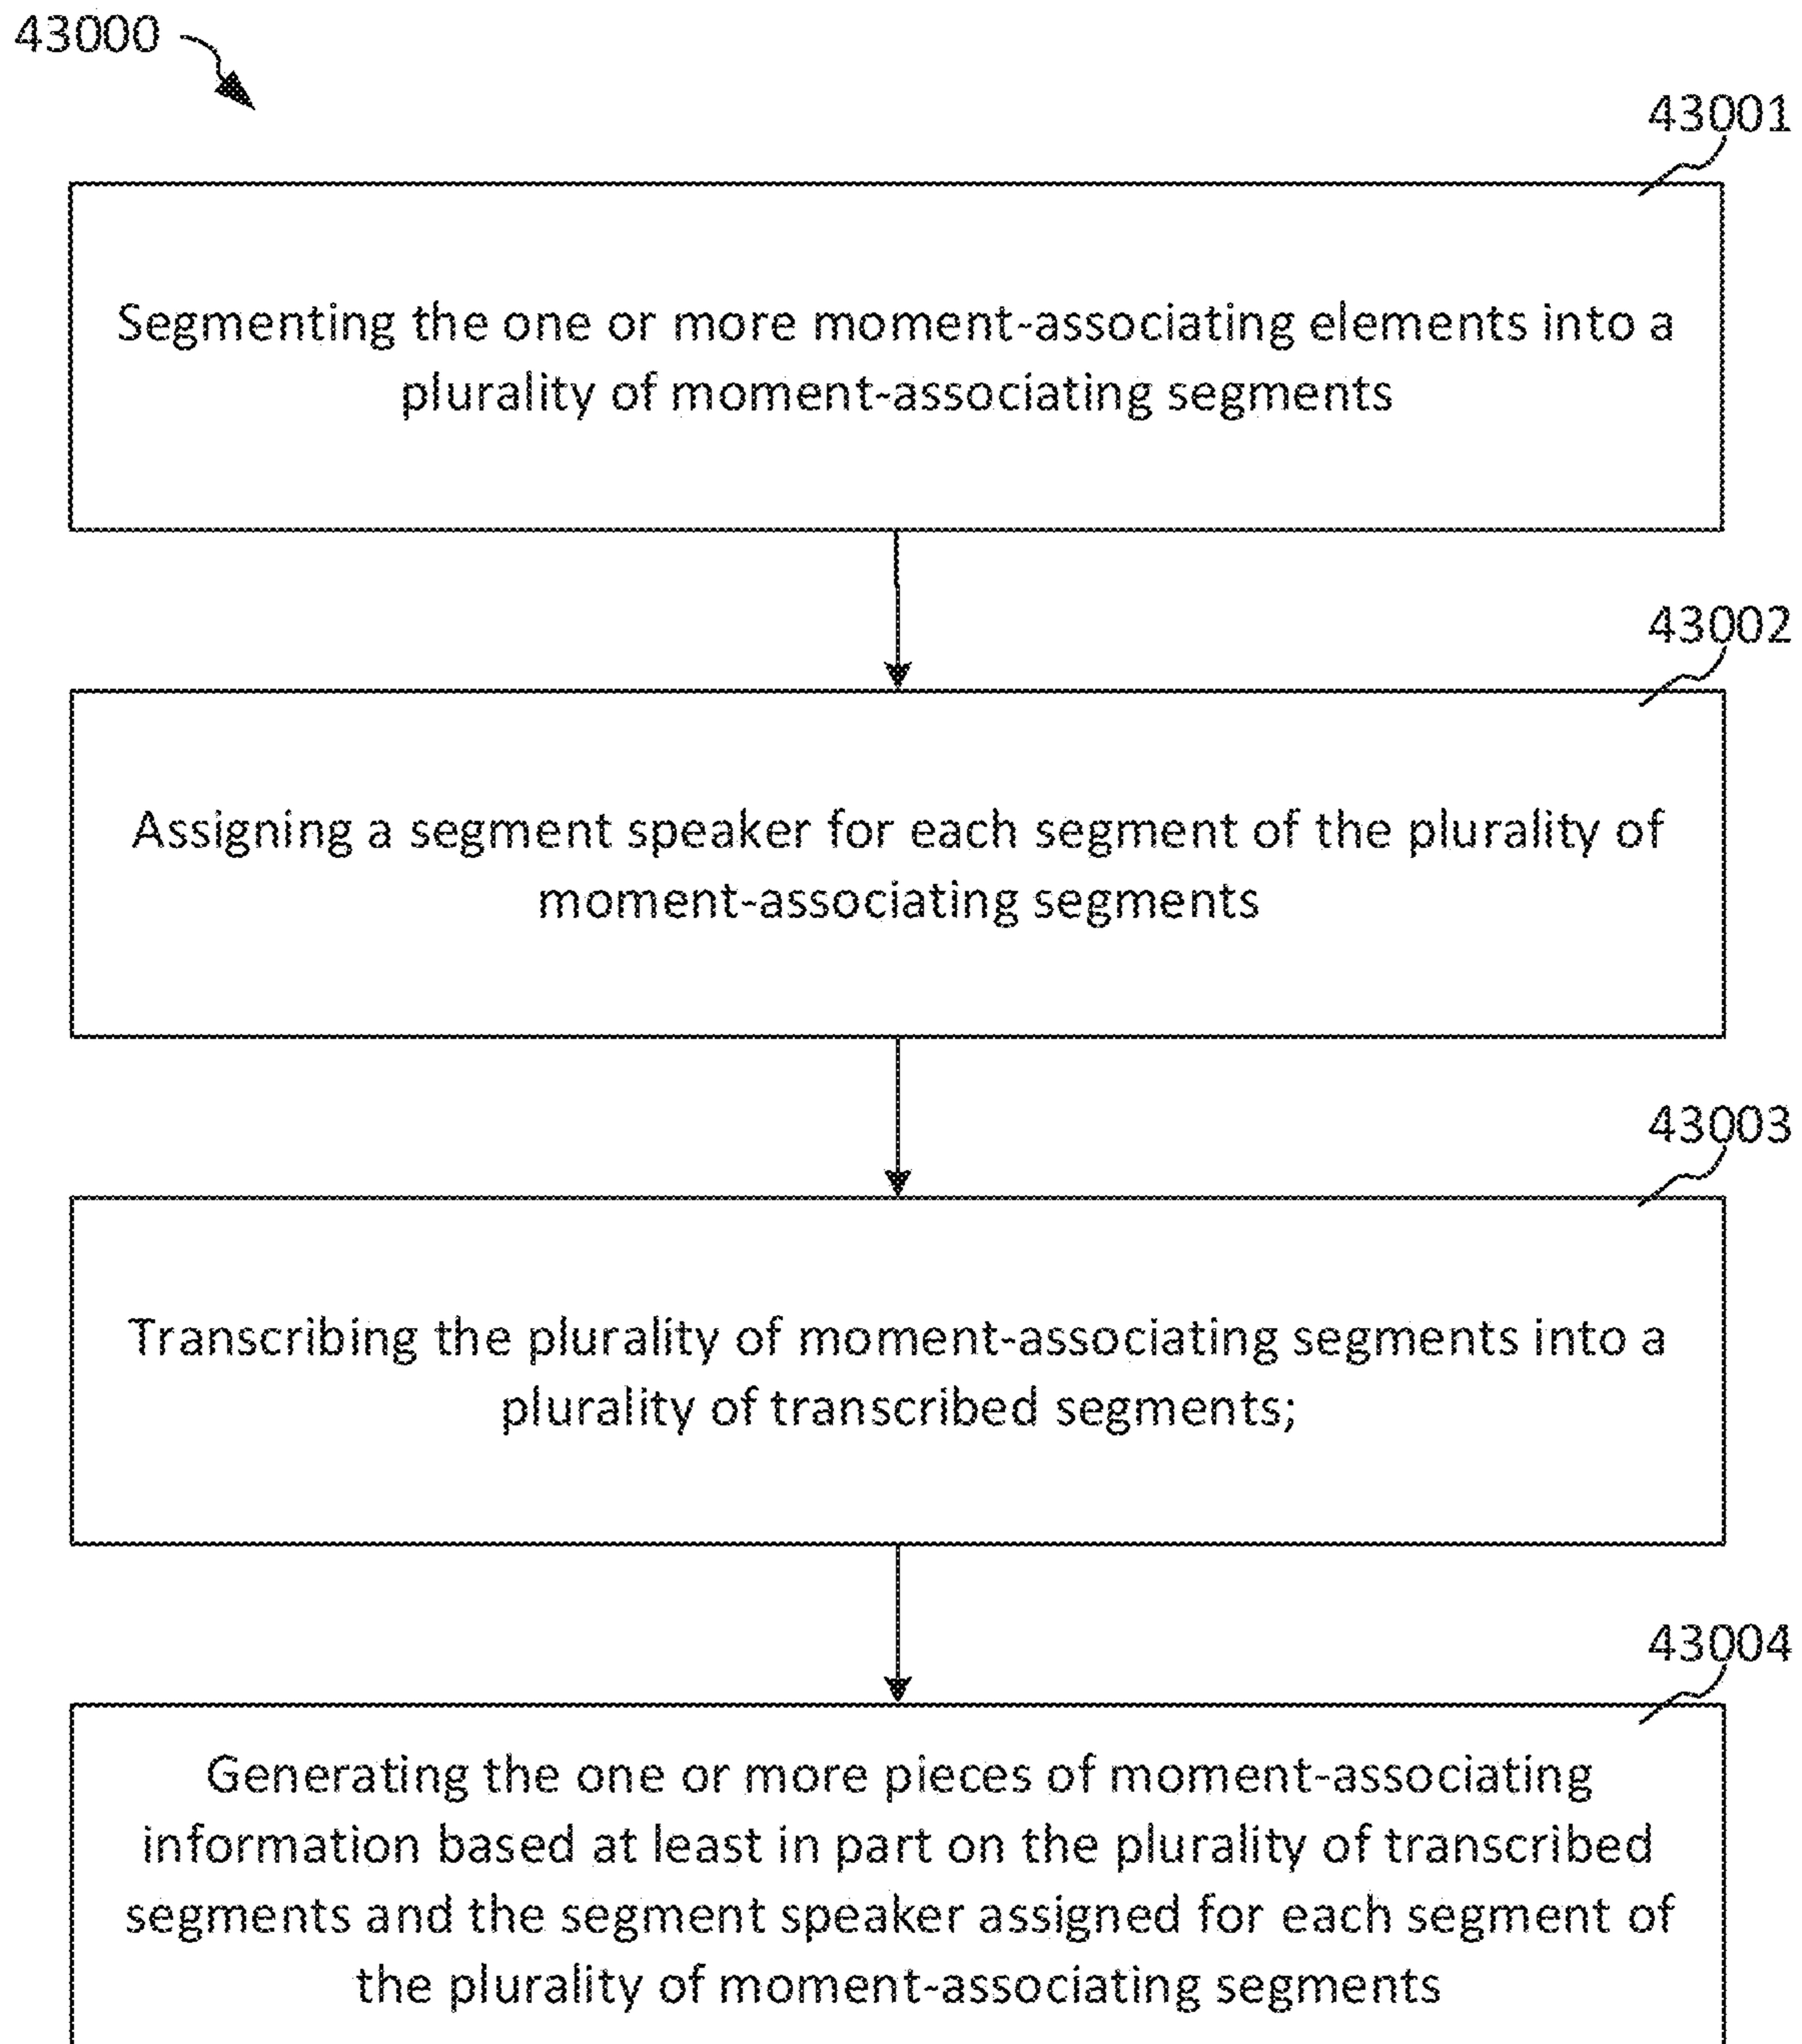 43000
43001
Segmenting the one or more moment-associating elements into a
plurality of moment-associating segments
43002
Assigning a segment speaker for each segment of the plurality of
moment-associating segments
43003
Transcribing the plurality of moment-associating segments into a
plurality of transcribed segments;
43004
Generating the one or more pieces of moment-associating
information based at least in part on the plurality of transcribed
segments and the segment speaker assigned for each segment of
the plurality of moment-associating segments